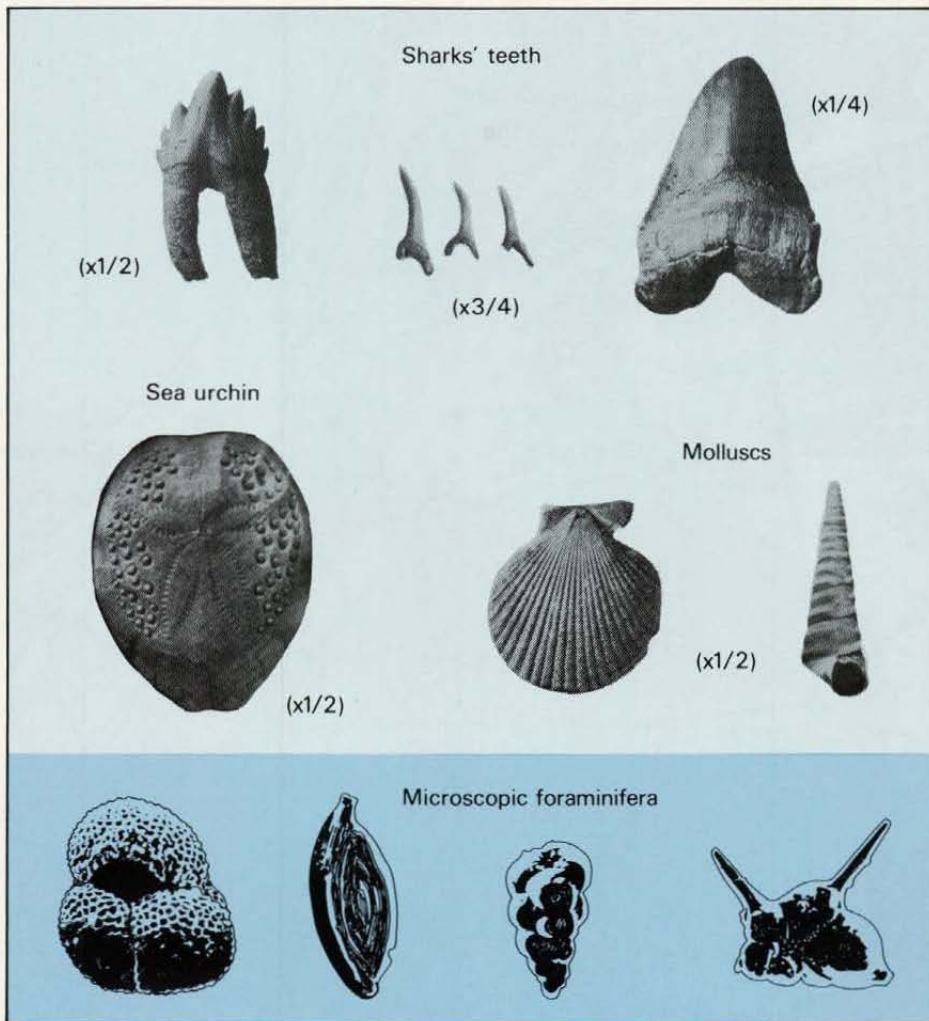 Sharks' teeth
(x1/4)
(x1/2)
(x3/4)
Sea urchin
Molluscs
(x1/2)
(x1/2)
Microscopic foraminifera